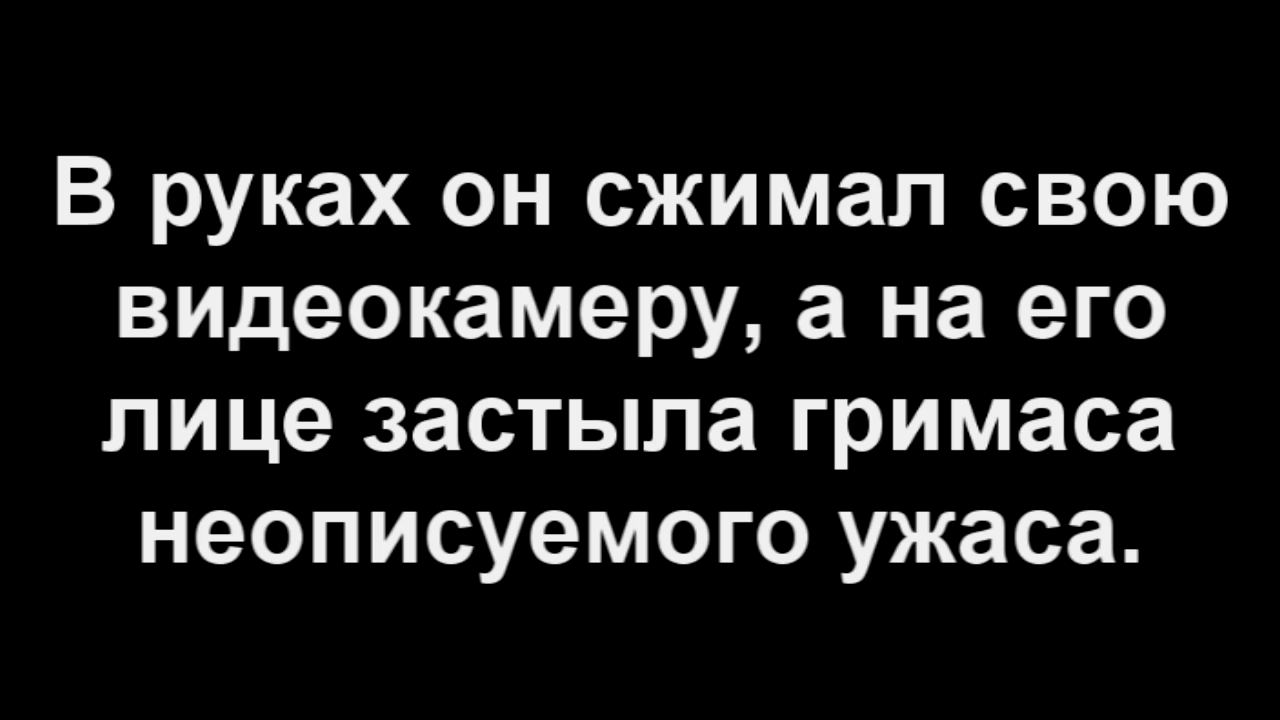 В руках он сжимал свою
видеокамеру, а на его
лице застыла гримаса
неописуемого ужаса.